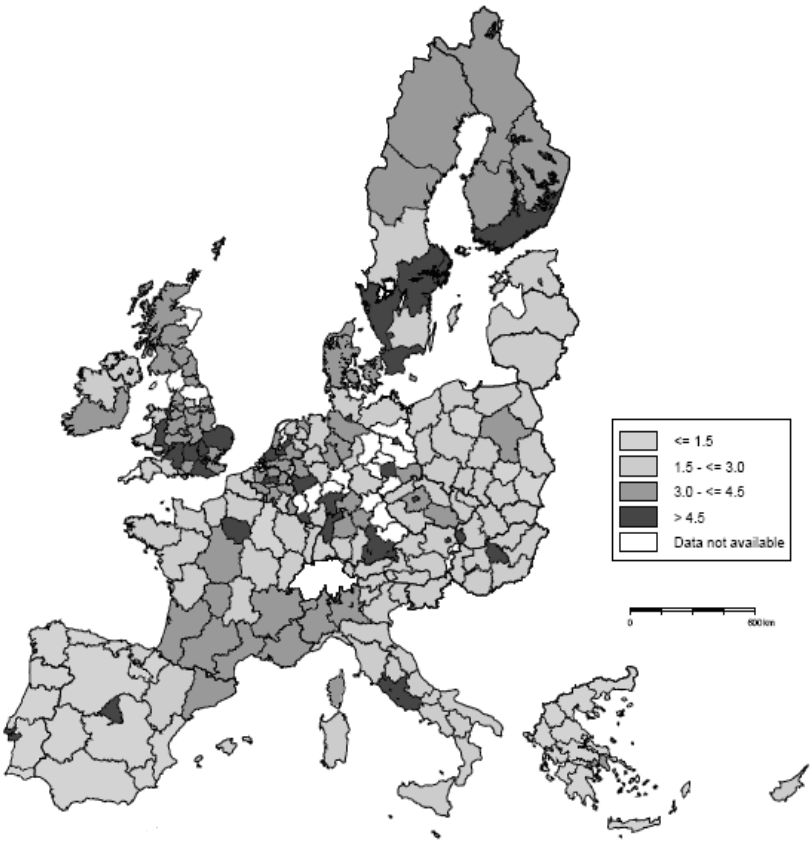 <= 1.5
1.5 - <= 3.0
3.0 - <= 4.5
> 4.5
Data not available
0 600 km